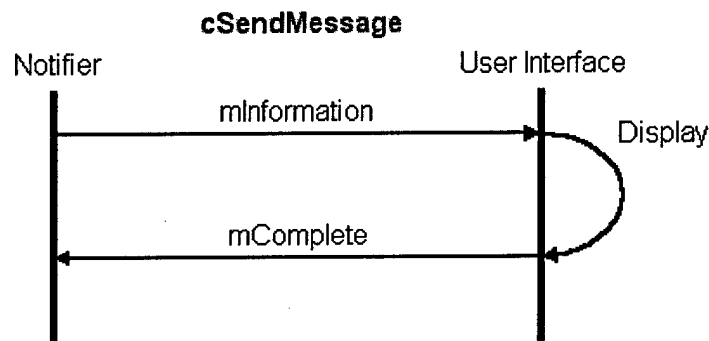 cSendMessage
Notifier
User Interface
mInformation
Display
mComplete